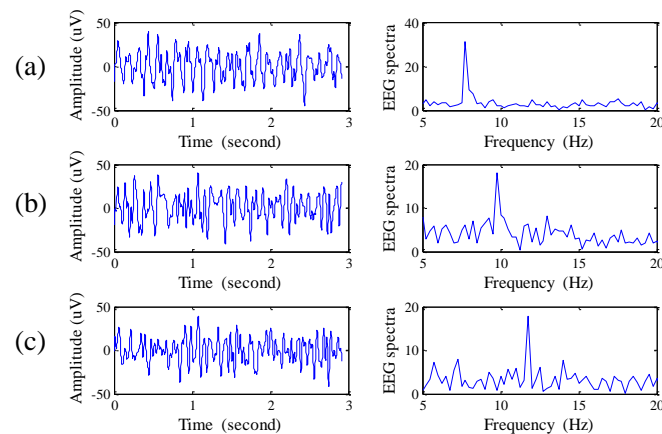 (a)
Amplitude (uV)
50
0
-50
0 1 2 3
Time (second)
EEG spectra
40
20
0
5 10 15 20
Frequency (Hz)
(b)
Amplitude (uV)
50
0
-50
0 1 2 3
Time (second)
EEG spectra
20
10
0
5 10 15 20
Frequency (Hz)
(c)
Amplitude (uV)
50
0
-50
0 1 2 3
Time (second)
EEG spectra
20
10
0
5 10 15 20
Frequency (Hz)